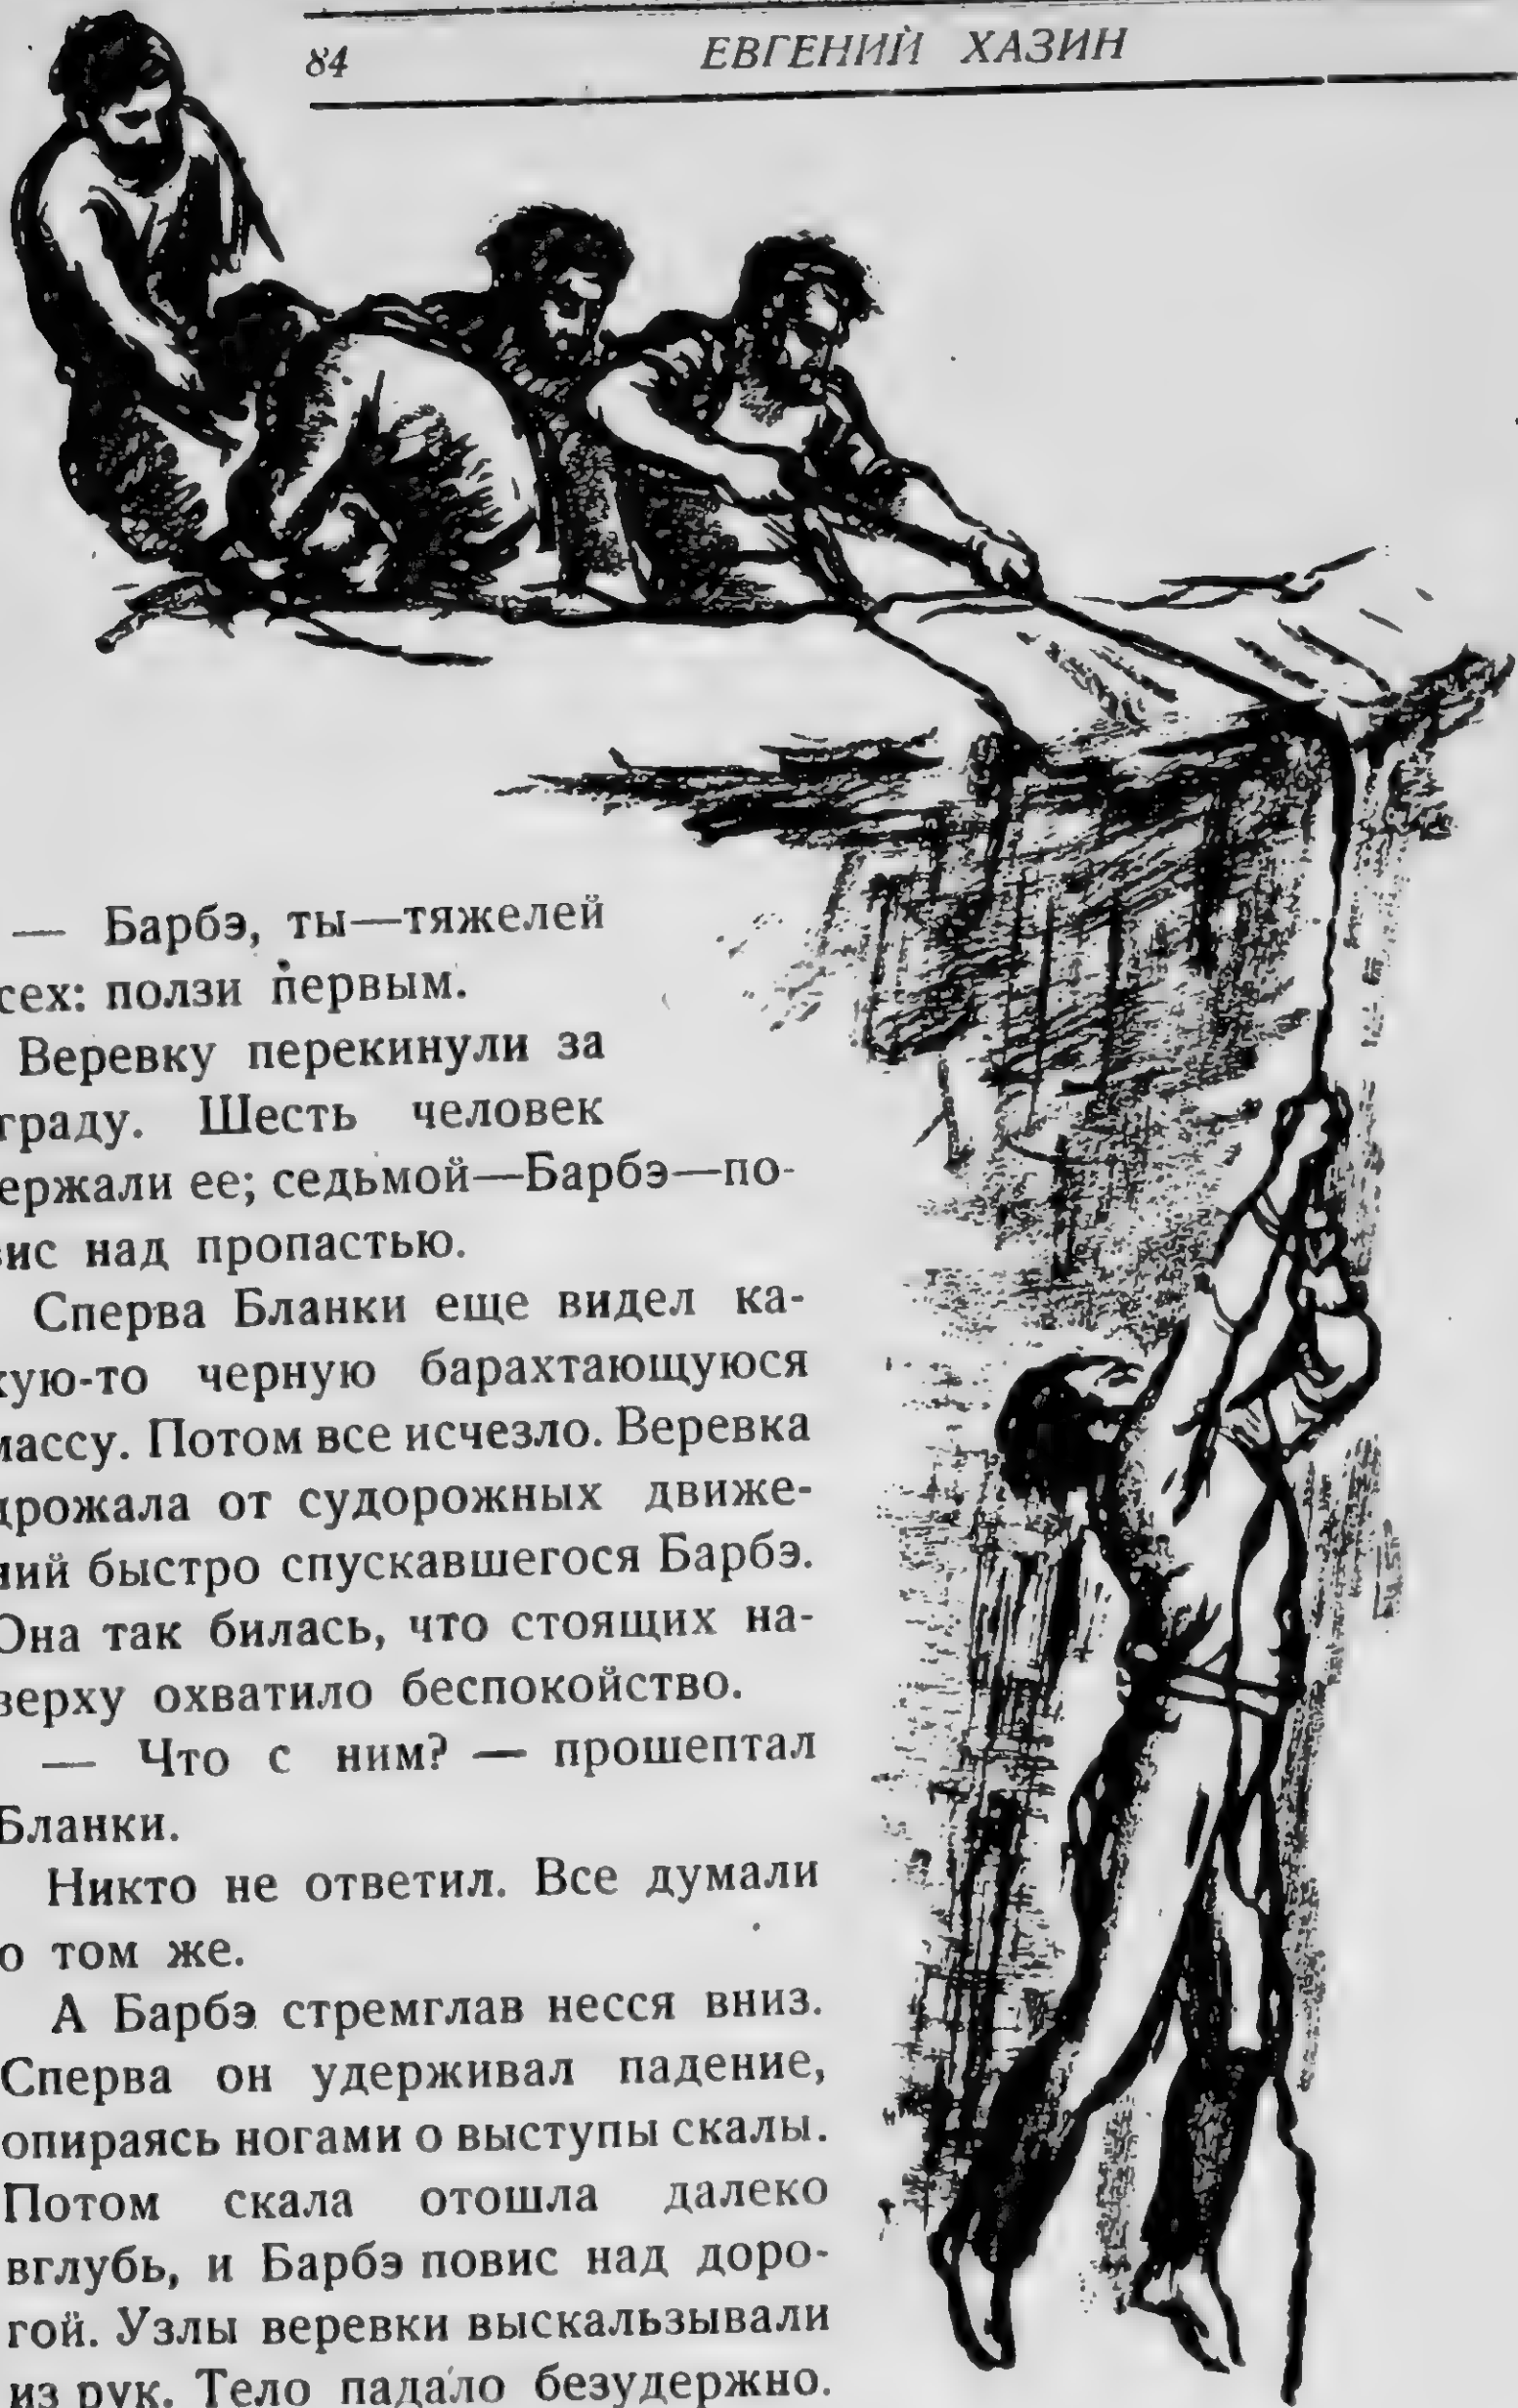 84
ЕВГЕНИЙ ХАЗИН
— Барбэ, ты—тяжелей
сех: ползи первым.
Веревку перекинули за
граду. Шесть человек
ержали ее; седьмой—Барбэ—по-
вис над пропастью.
Сперва Бланки еще видел ка-
кую-то черную барахтающуюся
массу. Потом все исчезло. Веревка
дрожала от судорожных движе-
ний быстро спускавшегося Барбэ.
Она так билась, что стоящих на-
верху охватило беспокойство.
— Что с ним? — прошептал
Бланки.
Никто не ответил. Все думали
о том же.
А Барбэ стремглав несся вниз.
Сперва он удерживал падение,
опираясь ногами о выступы скалы.
Потом скала отошла далеко
вглубь, и Барбэ повис над доро-
гой. Узлы веревки выскальзывали
из рук. Тело падало безудержно.